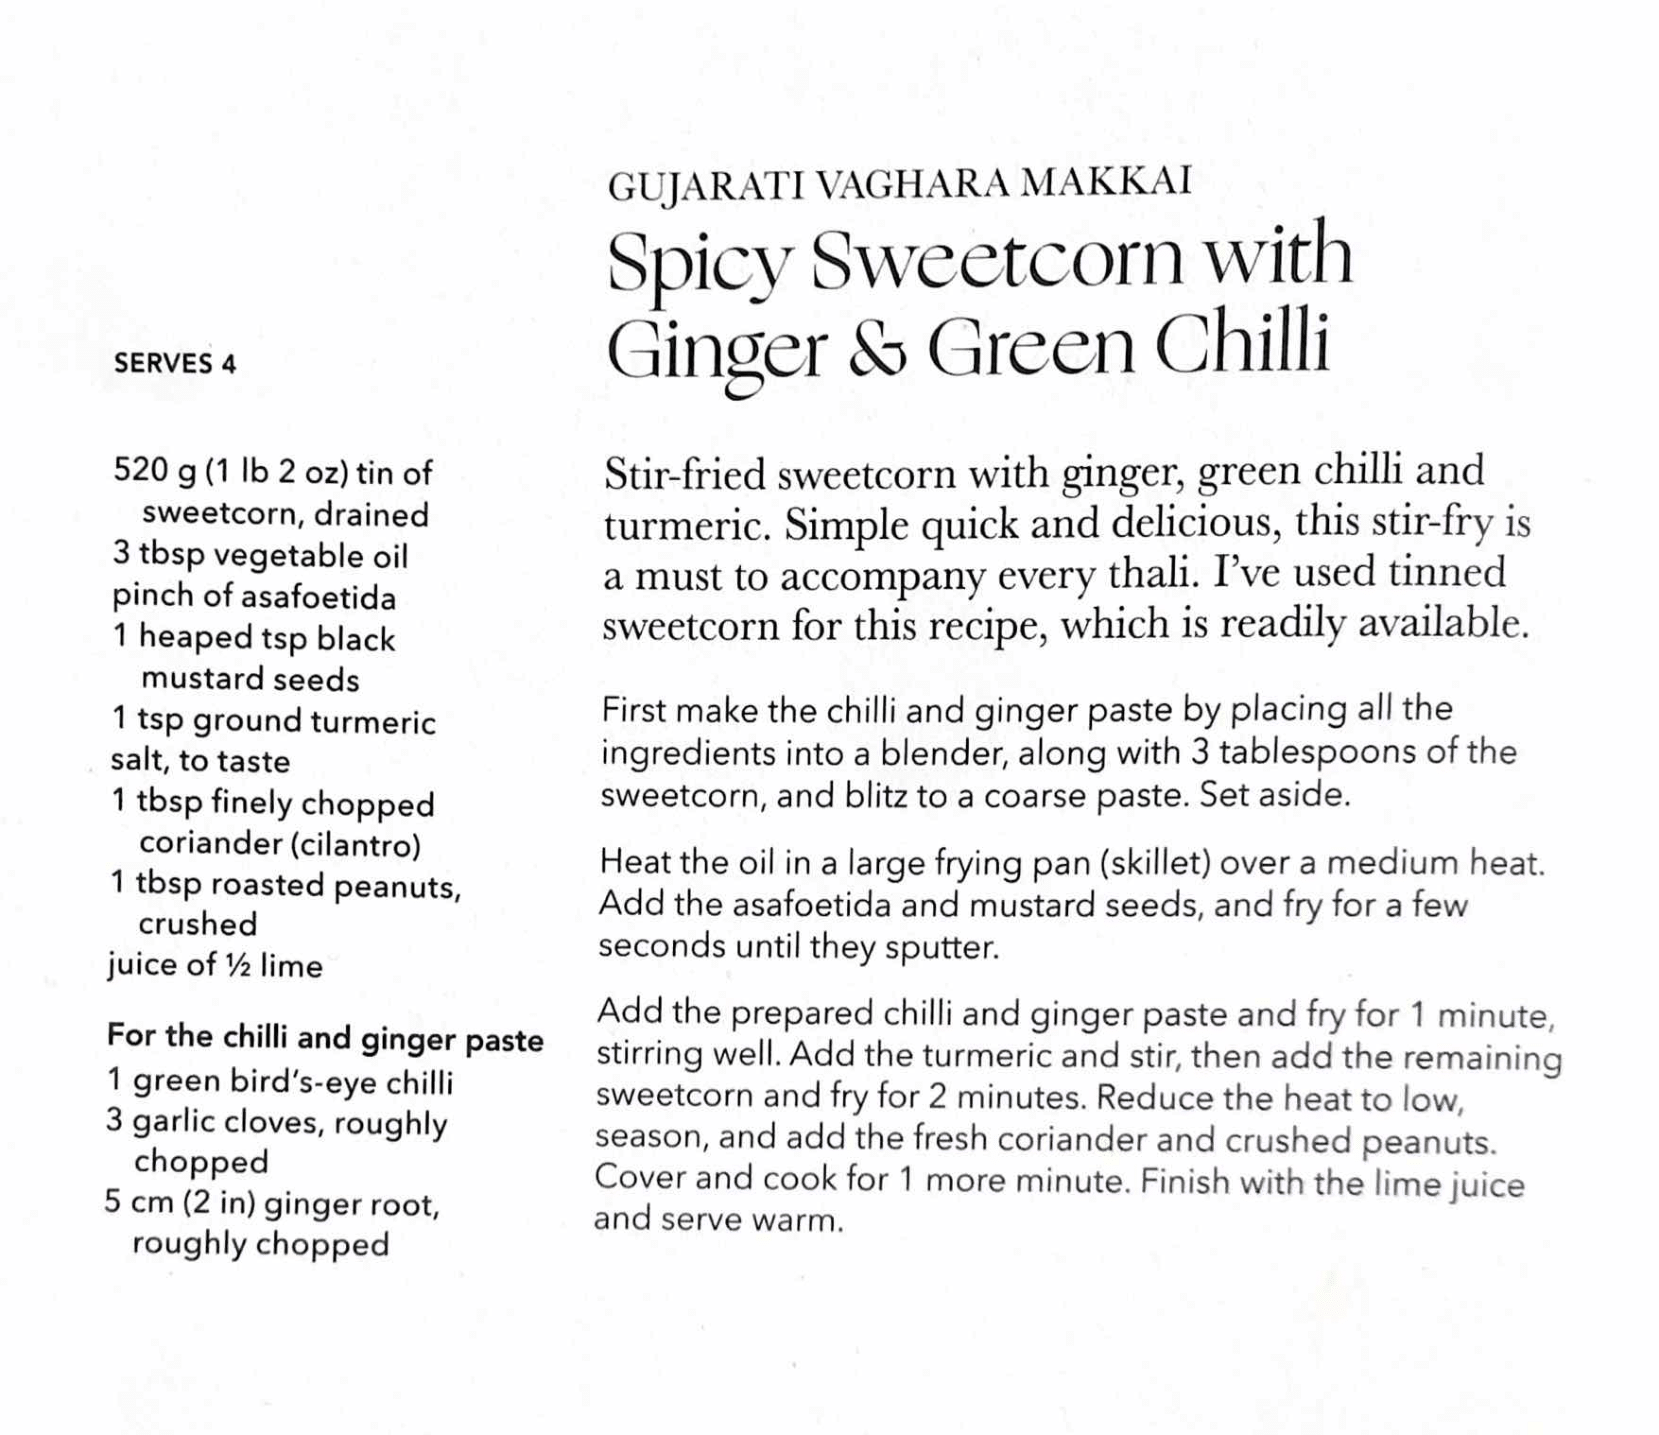 GUJARATI VAGHARA MAKKAI
Spicy Sweetcorn with
Ginger & Green Chilli
SERVES 4
520 g (1 lb 2 oz) tin of
sweetcorn, drained
3 tbsp vegetable oil
pinch of asafoetida
1 heaped tsp black
mustard seeds
1 tsp ground turmeric
salt, to taste
1 tbsp finely chopped
coriander (cilantro)
1 tbsp roasted peanuts,
crushed
juice of ½ lime
For the chilli and ginger paste
1 green bird's-eye chilli
3 garlic cloves, roughly
chopped
5 cm (2 in) ginger root,
roughly chopped
Stir-fried sweetcorn with ginger, green chilli and
turmeric. Simple quick and delicious, this stir-fry is
a must to accompany every thali. I've used tinned
sweetcorn for this recipe, which is readily available.
First make the chilli and ginger paste by placing all the
ingredients into a blender, along with 3 tablespoons of the
sweetcorn, and blitz to a coarse paste. Set aside.
Heat the oil in a large frying pan (skillet) over a medium heat.
Add the asafoetida and mustard seeds, and fry for a few
seconds until they sputter.
Add the prepared chilli and ginger paste and fry for 1 minute,
stirring well. Add the turmeric and stir, then add the remaining
sweetcorn and fry for 2 minutes. Reduce the heat to low,
season, and add the fresh coriander and crushed peanuts.
Cover and cook for 1 more minute. Finish with the lime juice
and serve warm.